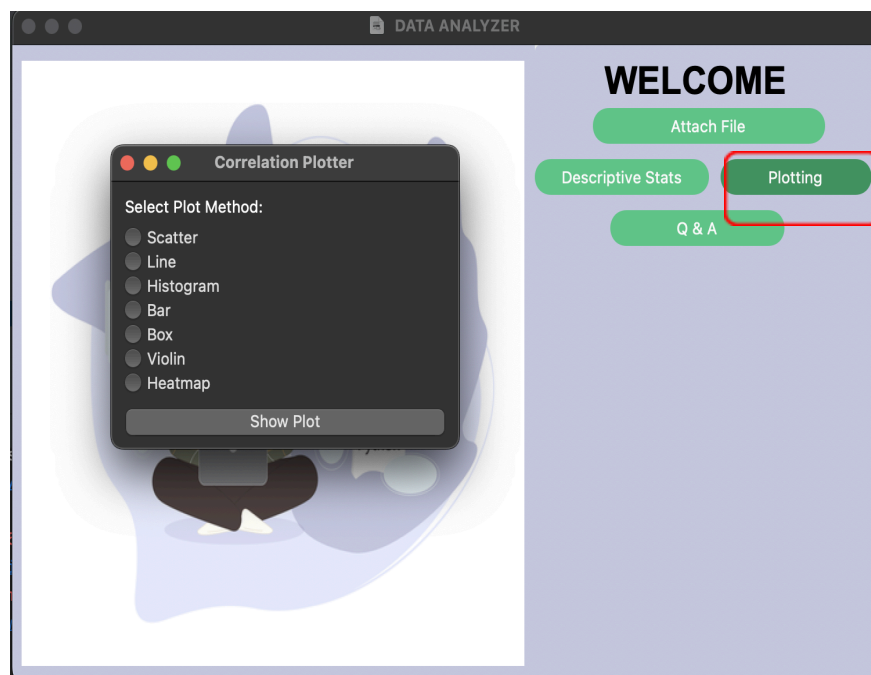 DATA ANALYZER
WELCOME
Attach File
Descriptive Stats
Plotting
Q & A
Correlation Plotter
Select Plot Method:
Scatter
Line
Histogram
Bar
Box
Violin
Heatmap
Show Plot